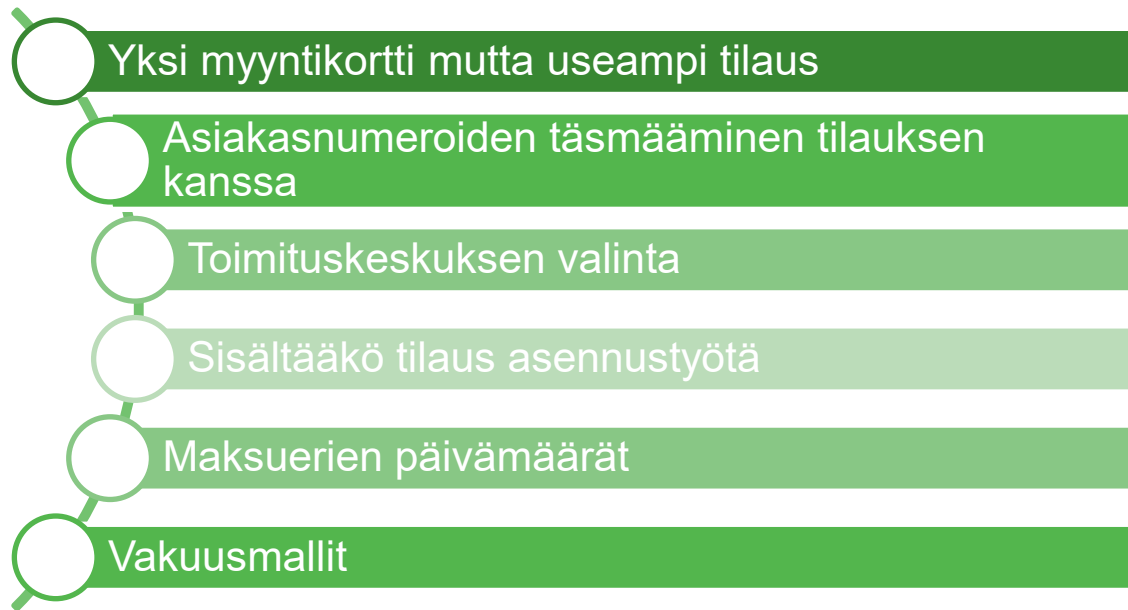 Yksi myyntikortti mutta useampi tilaus
Asiakasnumeroiden täsmääminen tilauksen
kanssa
Toimituskeskuksen valinta
Sisältääkö tilaus asennustyötä
Maksuerien päivämäärät
Vakuusmallit